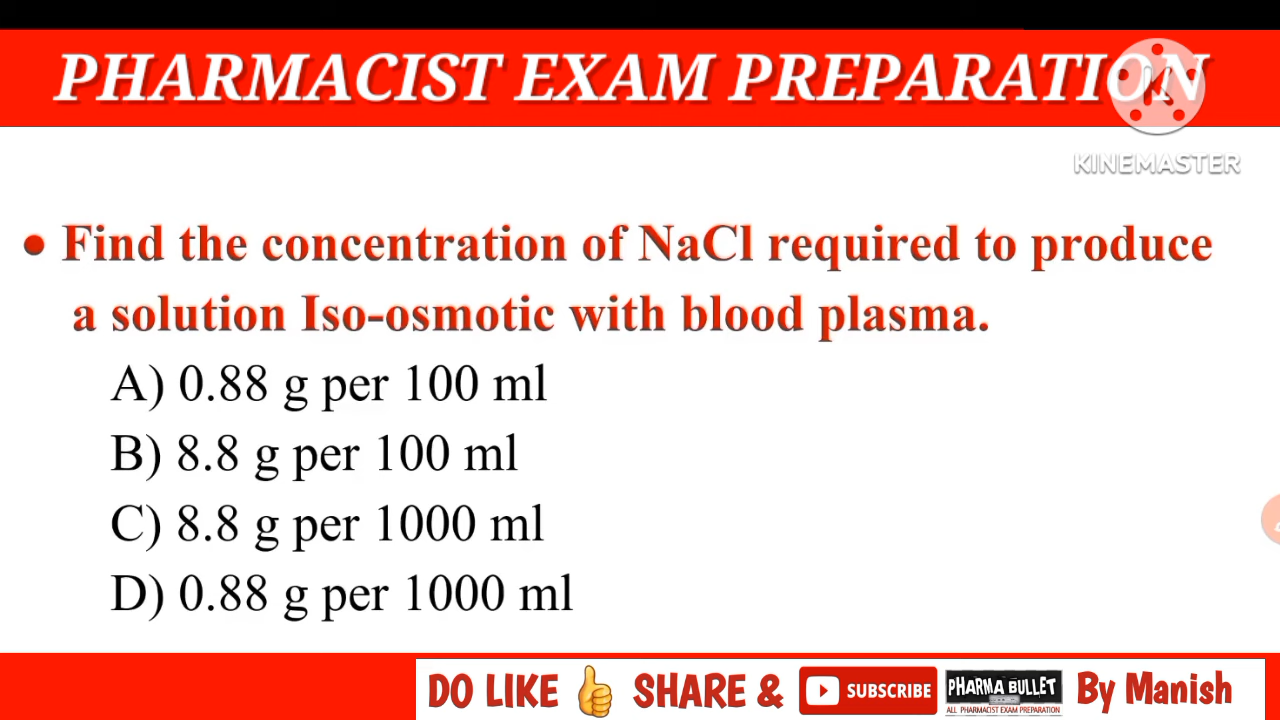 PHARMACIST EXAM PREPARATION
KINEMASTER
• Find the concentration of NaCl required to produce
a solution Iso-osmotic with blood plasma.
A) 0.88 g per 100 ml
B) 8.8 g per 100 ml
C) 8.8 g per 1000 ml
D) 0.88 g per 1000 ml
DO LIKE 👍 SHARE & SUBSCRIBE PHARMA BULLET By Manish
ALL PHARMACIST EXAM PREPARATION